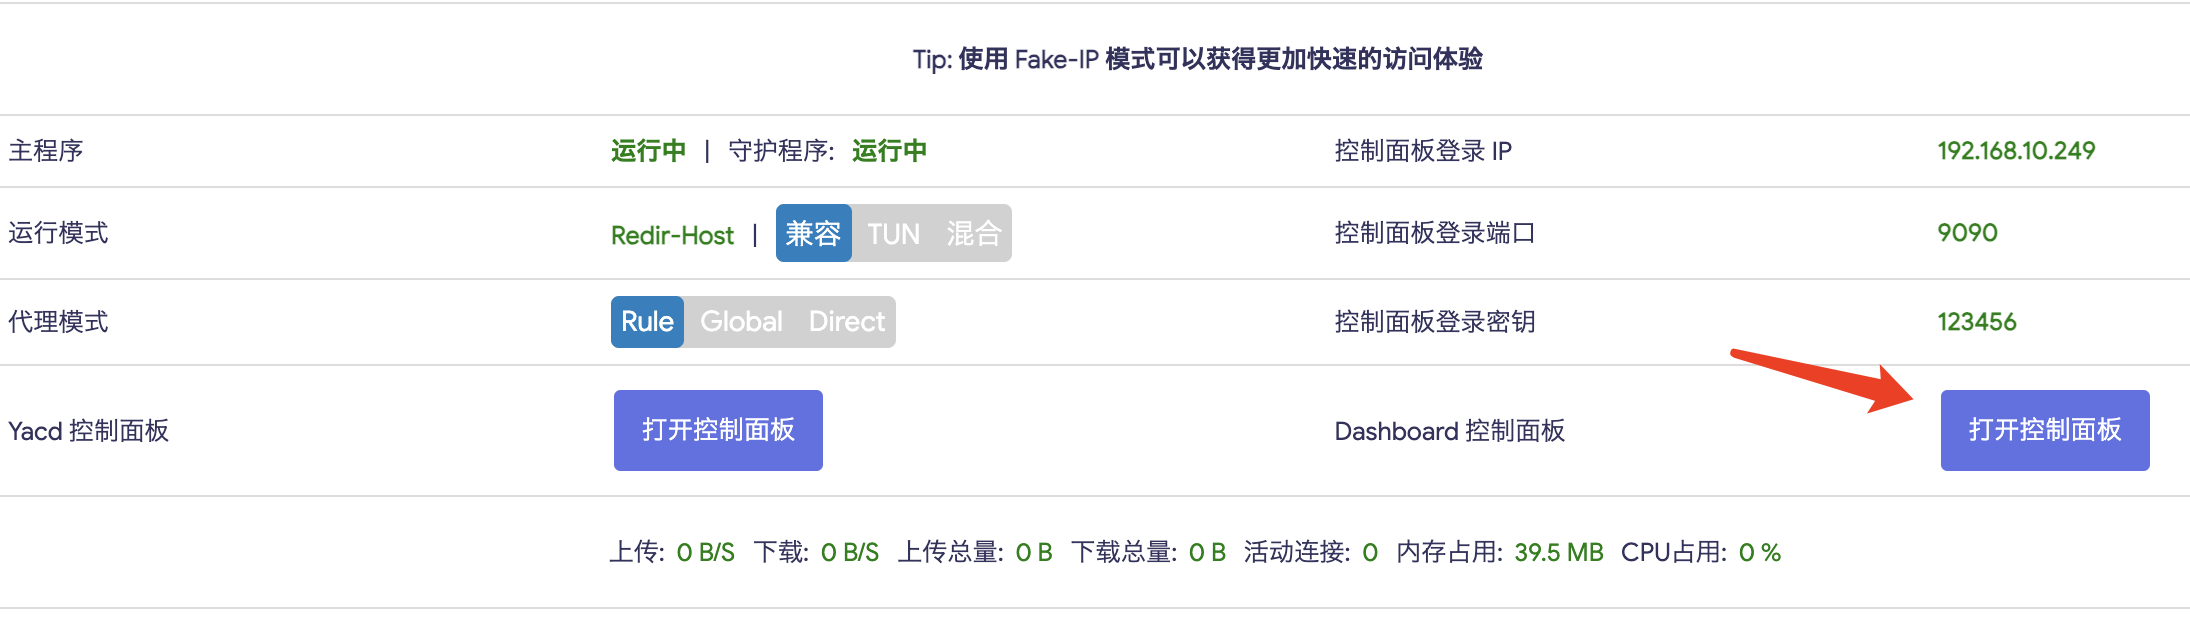 Tip: 使用 Fake-IP 模式可以获得更加快速的访问体验
主程序 运行中 | 守护程序: 运行中 控制面板登录 IP 192.168.10.249
运行模式 Redir-Host | 兼容 TUN 混合 控制面板登录端口 9090
代理模式 Rule Global Direct 控制面板登录密钥 123456
Yacd 控制面板 打开控制面板 Dashboard 控制面板 打开控制面板
上传: 0 B/S 下载: 0 B/S 上传总量: 0 B 下载总量: 0 B 活动连接: 0 内存占用: 39.5 MB CPU占用: 0 %